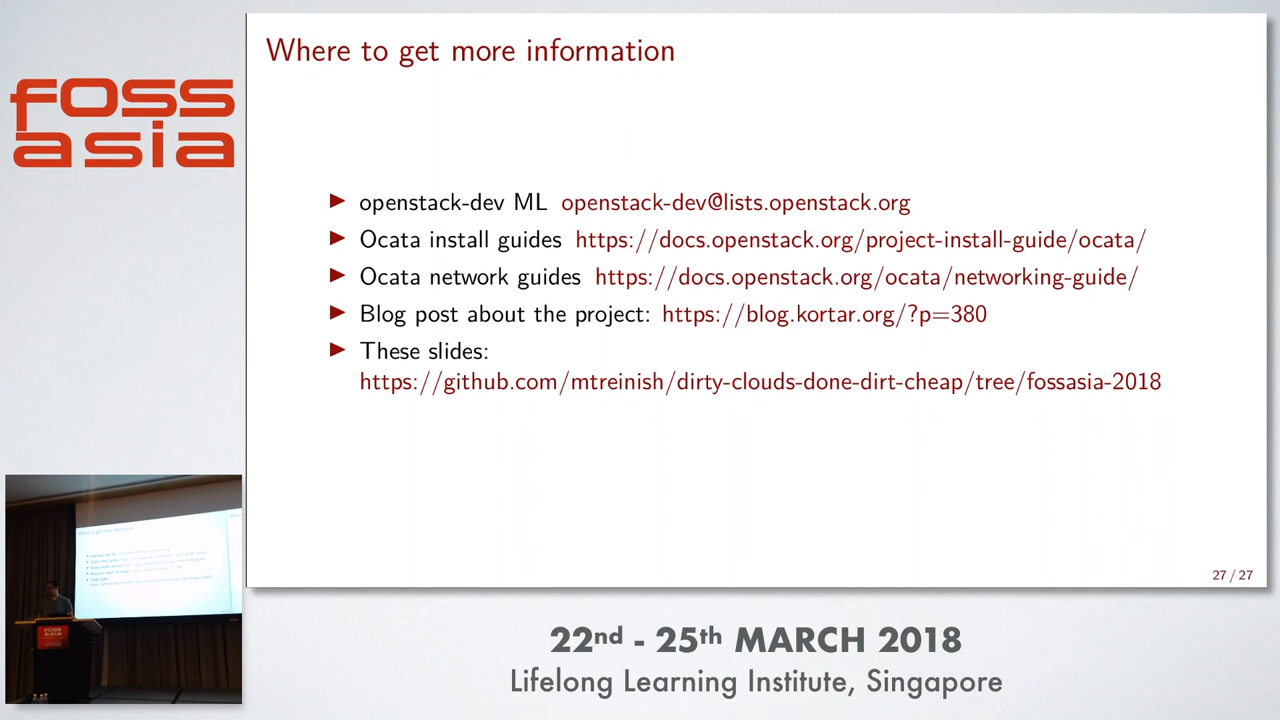 foss
asia
Where to get more information
openstack-dev ML openstack-dev@lists.openstack.org
Ocata install guides https://docs.openstack.org/project-install-guide/ocata/
Ocata network guides https://docs.openstack.org/ocata/networking-guide/
Blog post about the project: https://blog.kortar.org/?p=380
These slides:
https://github.com/mtreinish/dirty-clouds-done-dirt-cheap/tree/fossasia-2018
27 / 27
FOSS
ASIA
22nd - 25th MARCH 2018
Lifelong Learning Institute, Singapore